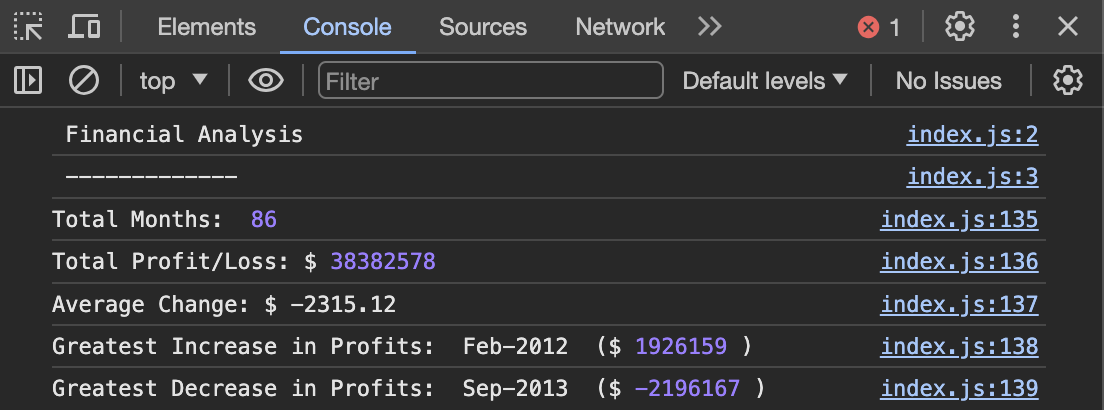 Elements Console Sources Network 1
top Filter Default levels No Issues
Financial Analysis index.js:2
------------- index.js:3
Total Months: 86 index.js:135
Total Profit/Loss: $ 38382578 index.js:136
Average Change: $ -2315.12 index.js:137
Greatest Increase in Profits: Feb-2012 ($ 1926159 ) index.js:138
Greatest Decrease in Profits: Sep-2013 ($ -2196167 ) index.js:139